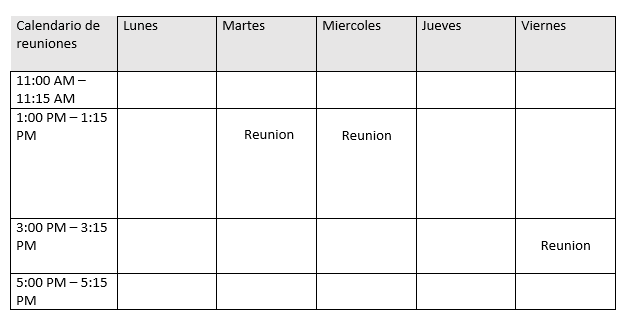 Calendario de reuniones Lunes Martes Miercoles Jueves Viernes
11:00 AM – 11:15 AM
1:00 PM – 1:15 PM Reunion Reunion
3:00 PM – 3:15 PM Reunion
5:00 PM – 5:15 PM